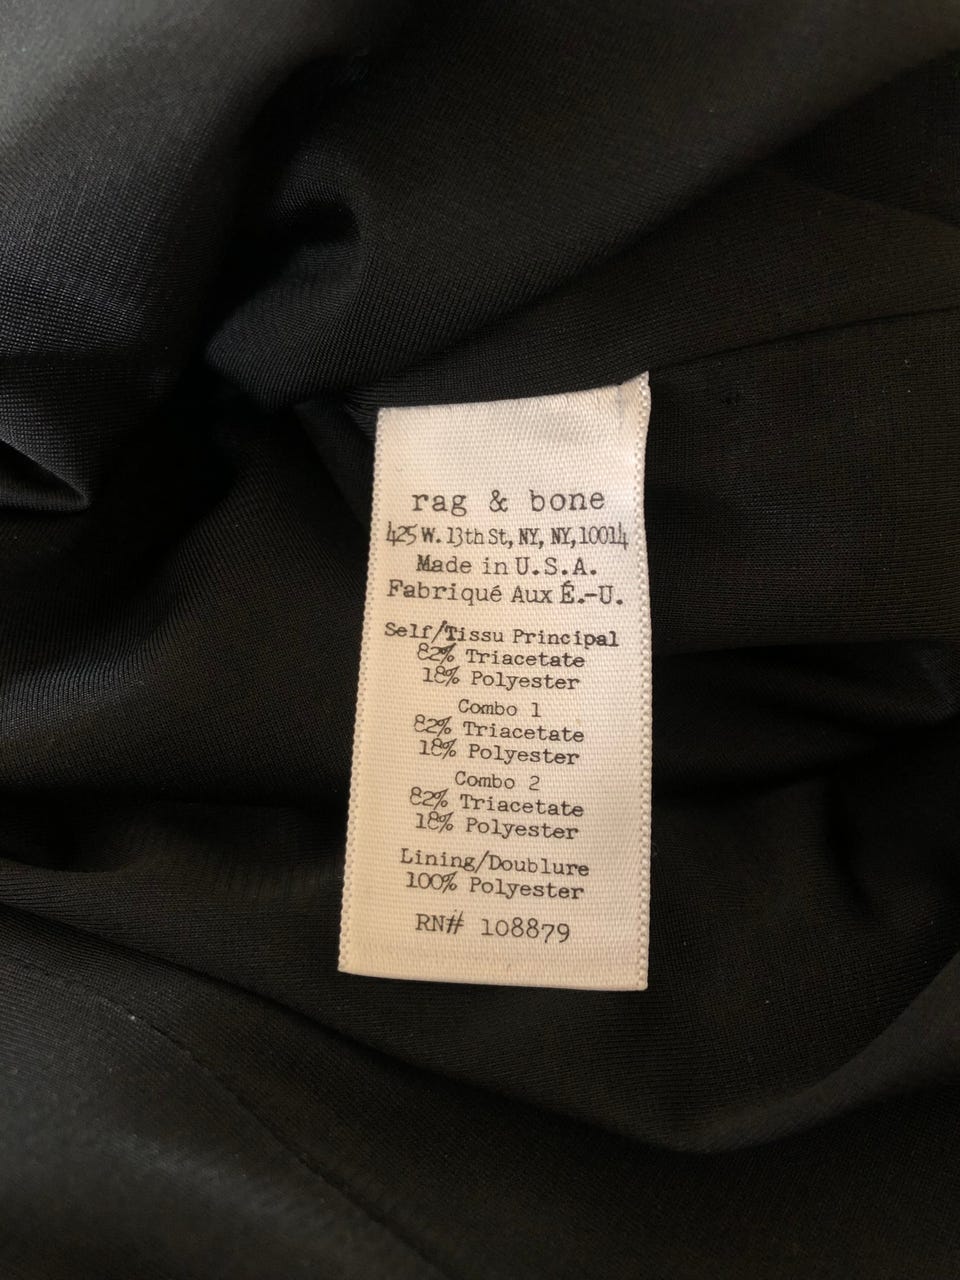 rag & bone
425 W. 13th St, NY, NY, 10014
Made in U.S.A.
Fabriqué Aux É.-U.
Self/Tissu Principal
82% Triacetate
18% Polyester
Combo 1
82% Triacetate
18% Polyester
Combo 2
82% Triacetate
18% Polyester
Lining/Doublure
100% Polyester
RN# 108879